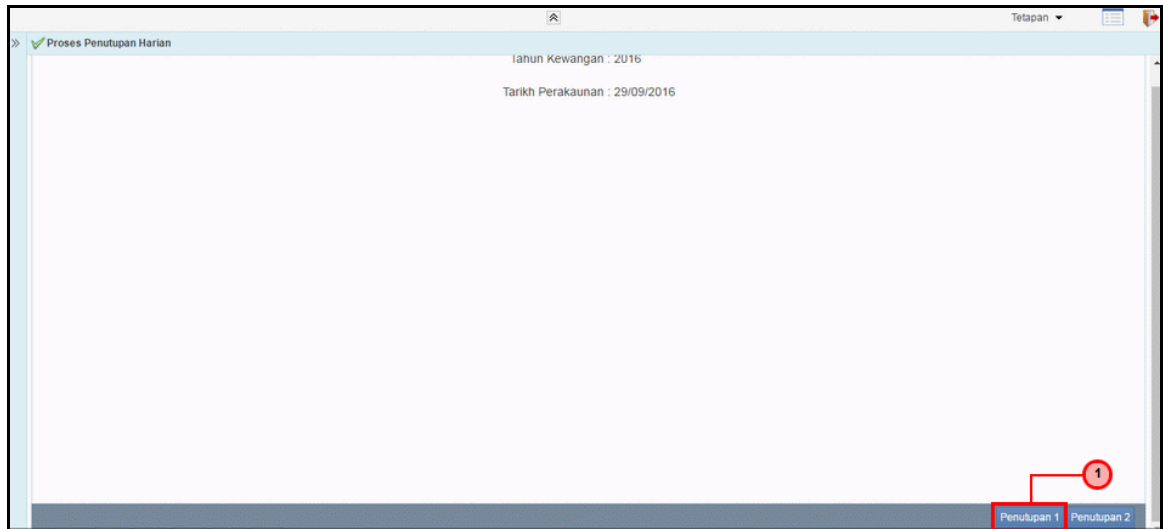 Tetapan
Proses Penutupan Harian
Tahun Kewangan : 2016
Tarikh Perakaunan : 29/09/2016
1
Penutupan 1 Penutupan 2